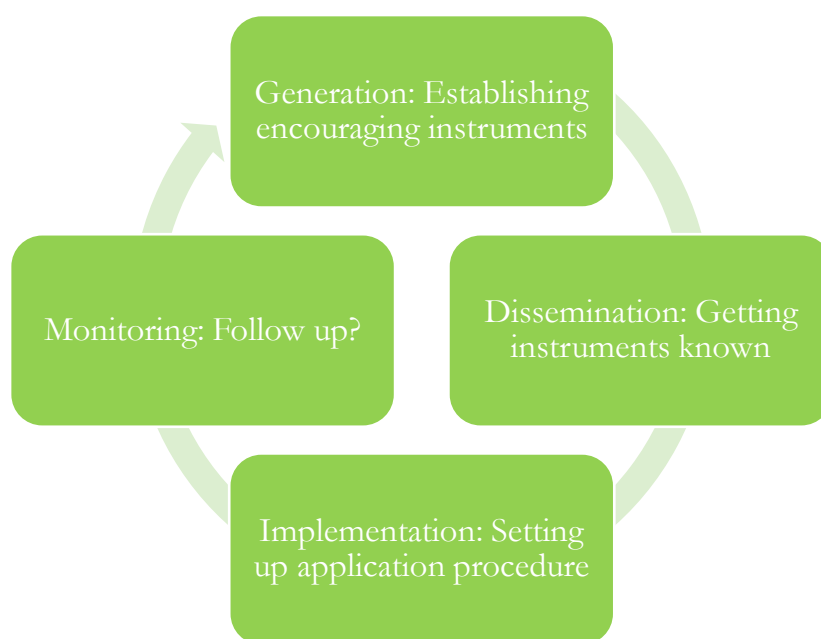 Generation: Establishing
encouraging instruments
Dissemination: Getting
instruments known
Implementation: Setting
up application procedure
Monitoring: Follow up?